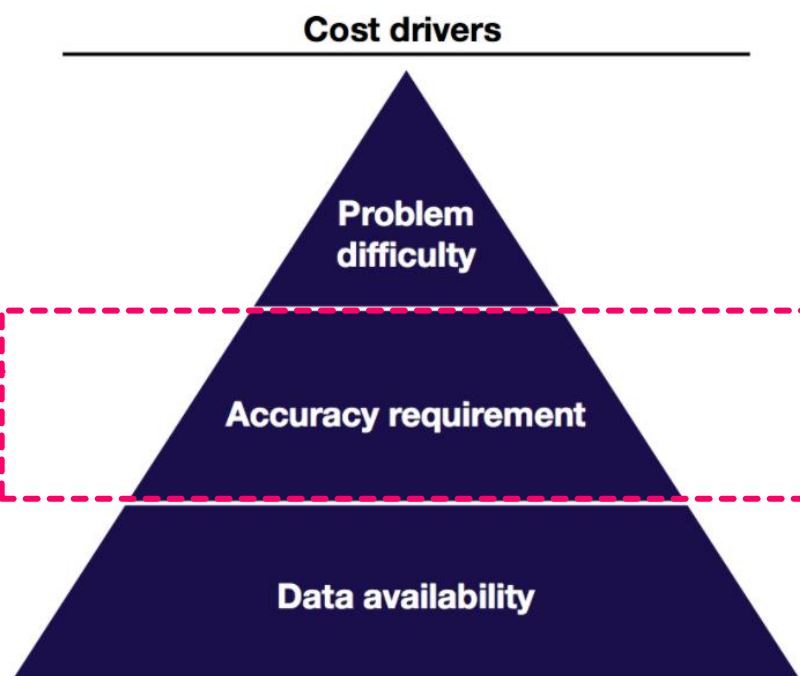 Cost drivers
Problem
difficulty
Accuracy requirement
Data availability